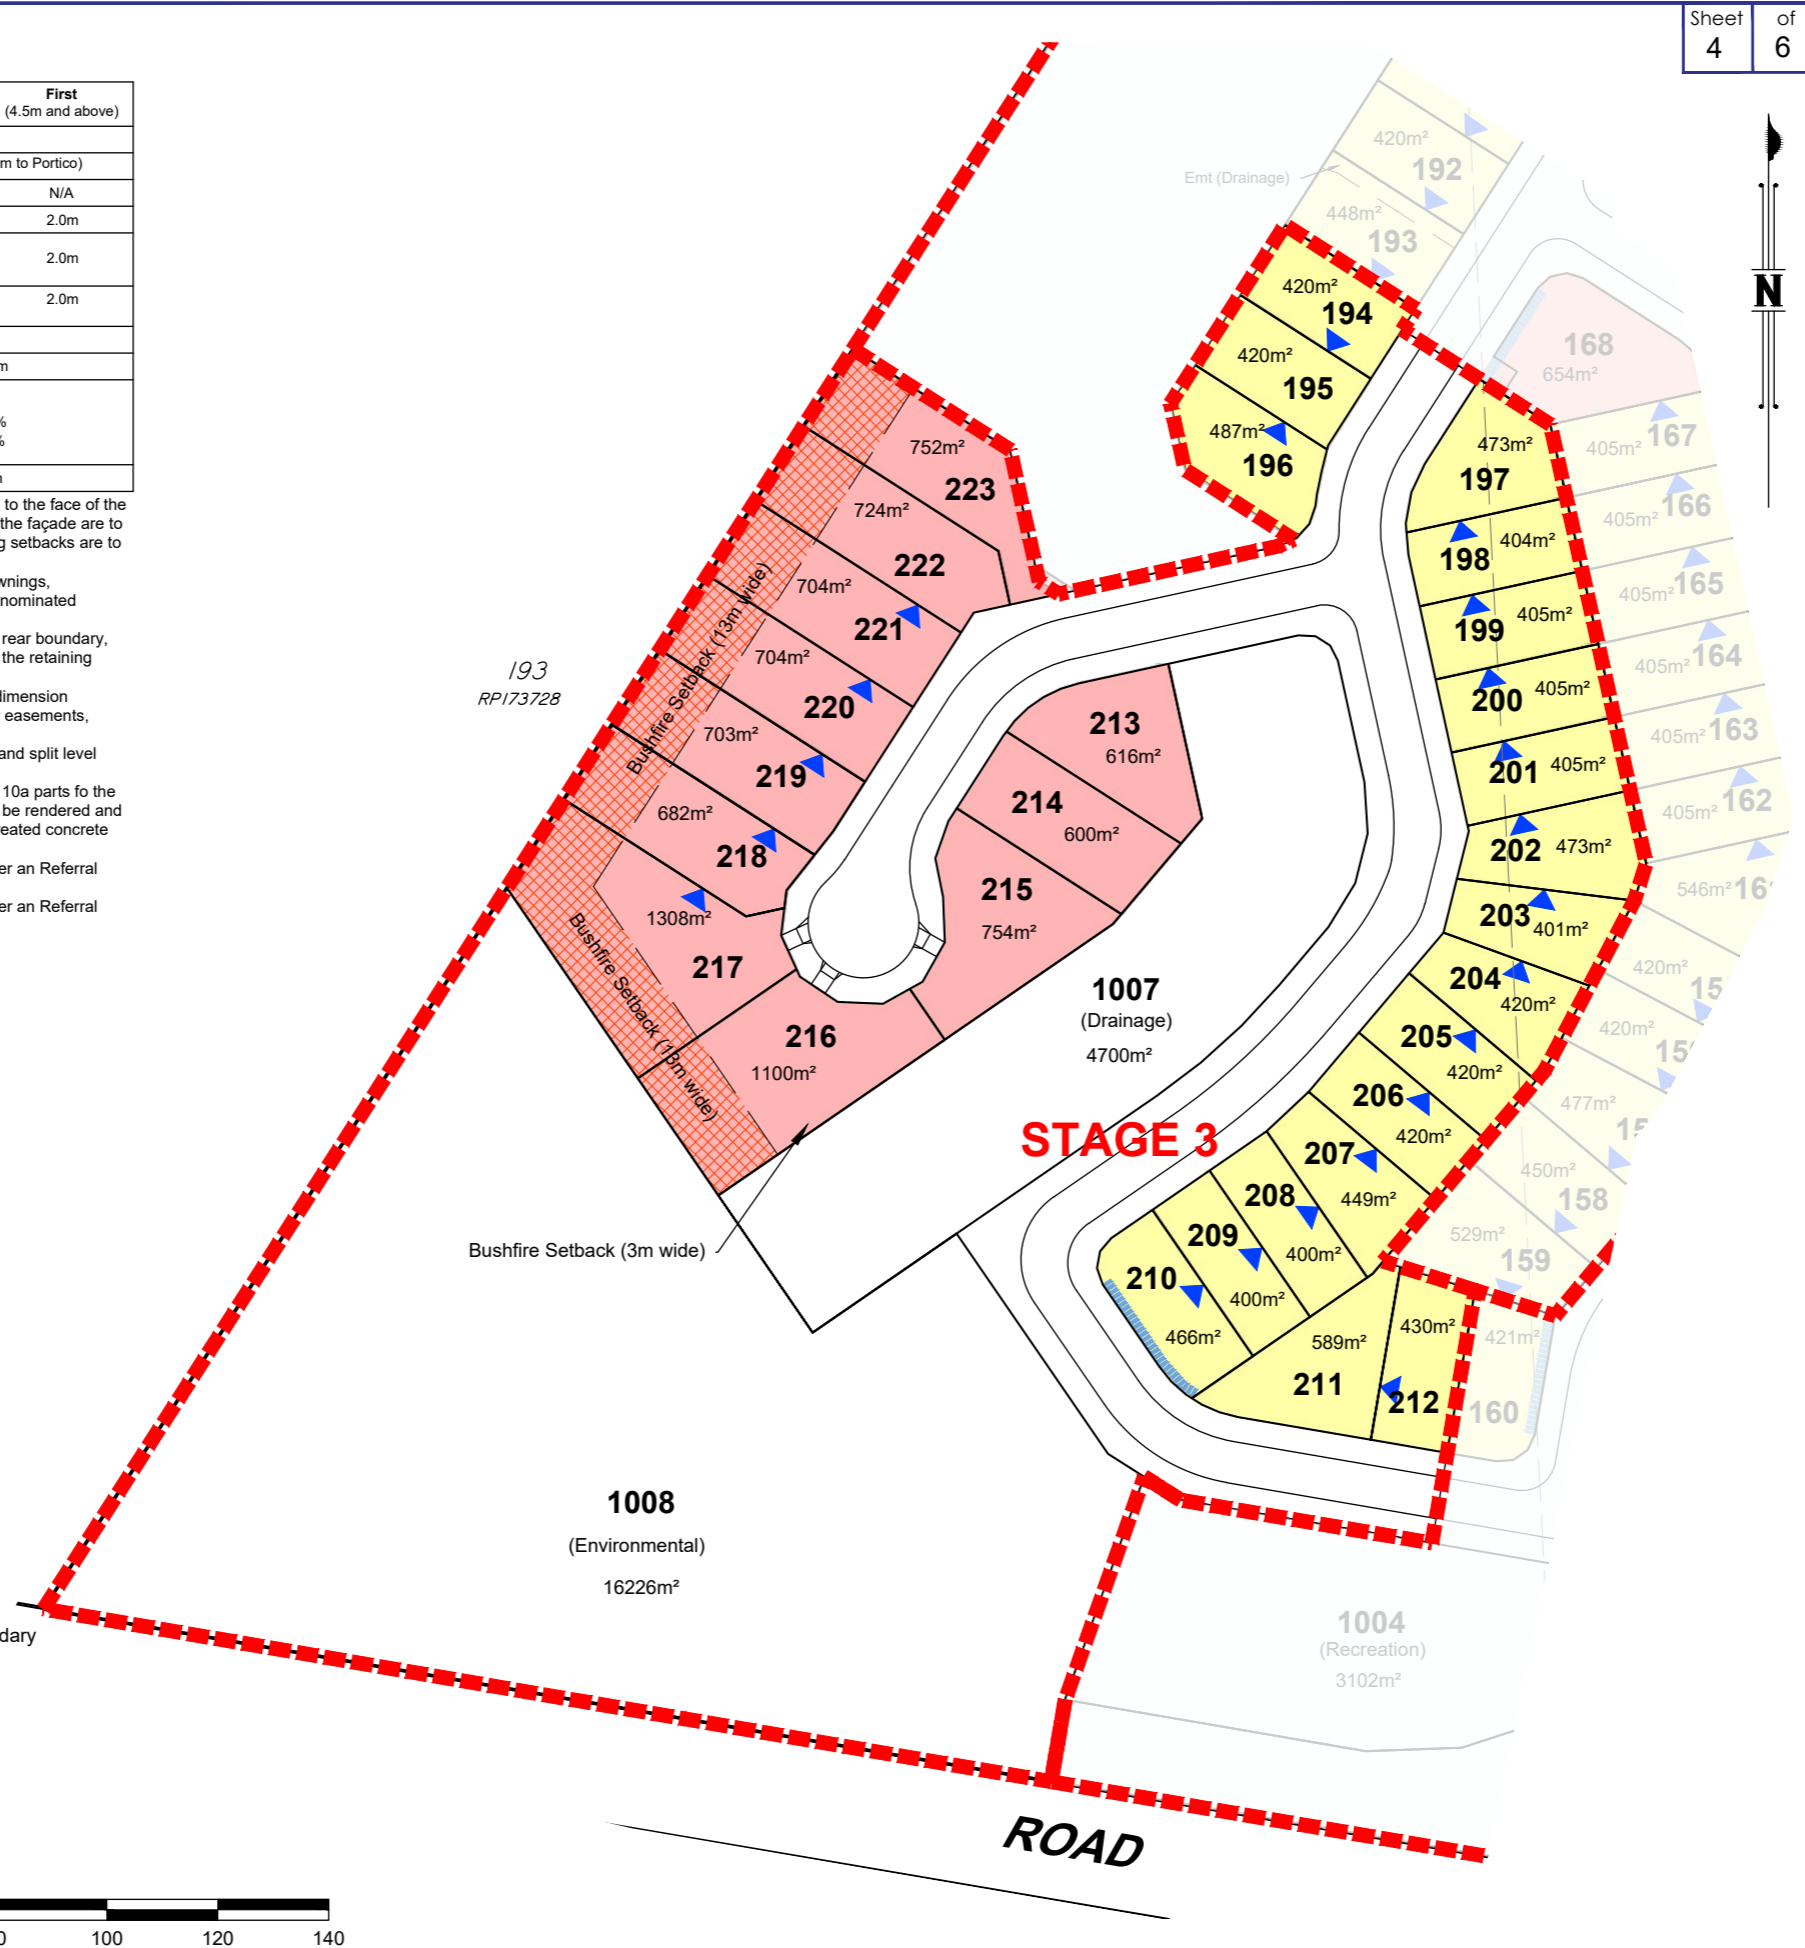 Sheet of
4 6
First
(4.5m and above)
m to Portico)
N/A
2.0m
2.0m
2.0m
m
%
%
to the face of the
the façade are to
setbacks are to
nominated
rear boundary,
the retaining
dimension
easements,
and split level
10a parts fo the
be rendered and
concrete
an Referral
an Referral
N
420m²
192
Emt (Drainage)
448m²
193
420m²
194
420m²
195
487m²
196
168
654m²
473m²
197
405m² 167
404m²
198
405m² 166
405m²
199
405m² 165
405m²
200
405m² 164
405m²
201
405m² 163
473m²
202
405m² 162
401m²
203
546m²
204
420m²
420m²
205
420m²
420m²
206
420m²
477m²
207
449m²
450m²
158
208
400m²
529m²
159
209
400m²
210
466m²
589m²
211
430m²
212
421m²
160
752m²
223
724m²
222
704m²
221
704m²
220
703m²
219
682m²
218
1308m²
217
216
1100m²
213
616m²
214
600m²
215
754m²
Bushfire Setback (13m wide)
Bushfire Setback (13m wide)
Bushfire Setback (3m wide)
193
RP173728
1007
(Drainage)
4700m²
STAGE 3
1008
(Environmental)
16226m²
1004
(Recreation)
3102m²
ROAD
100 120 140